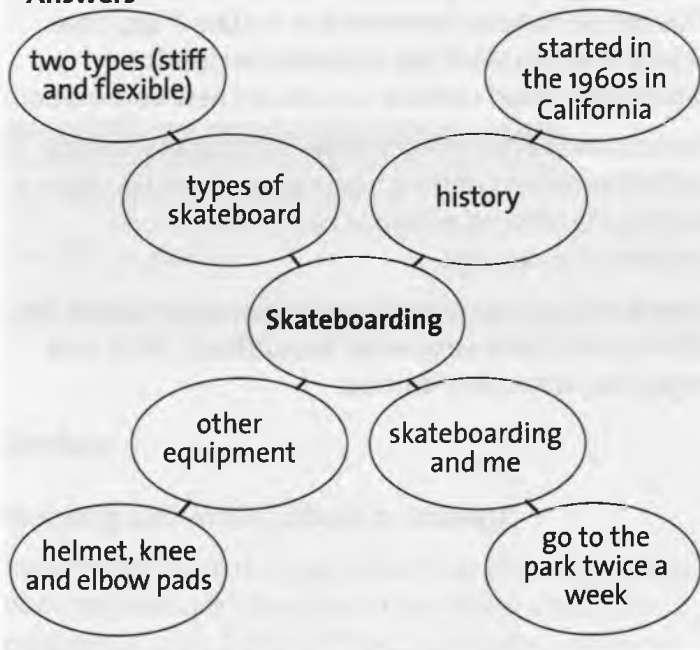 Answers
two types (stiff
and flexible)
started in
the 1960s in
California
types of
skateboard
history
Skateboarding
other
equipment
skateboarding
and me
helmet, knee
and elbow pads
go to the
park twice a
week